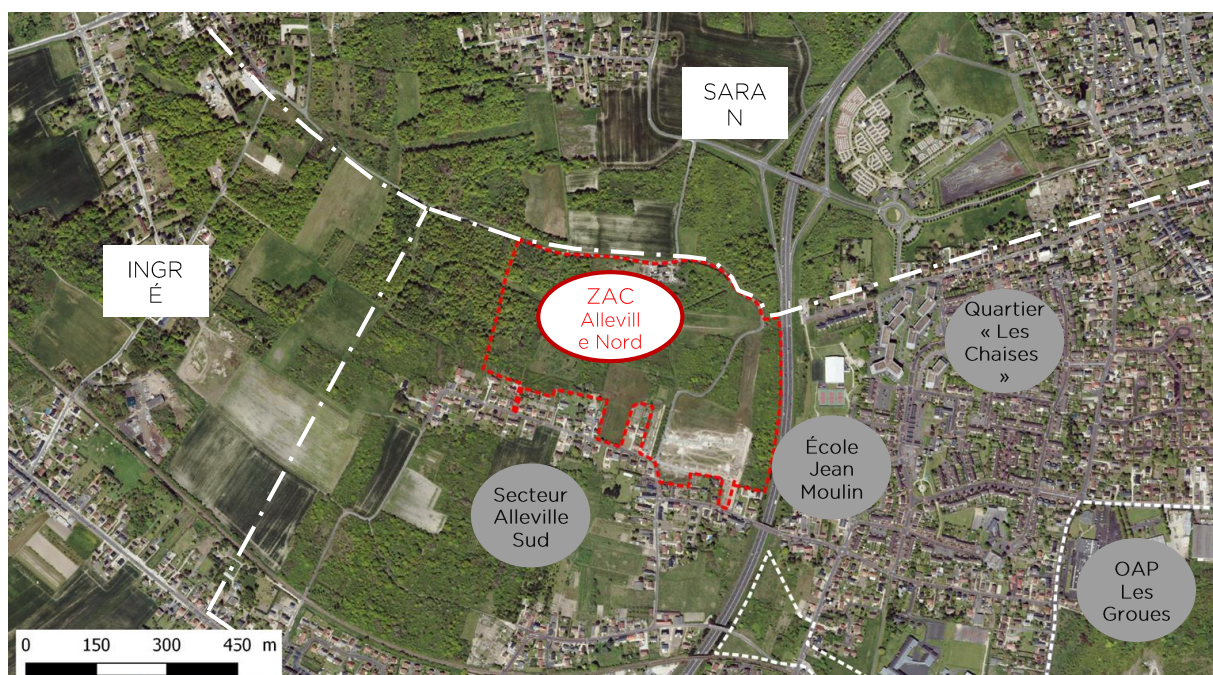 SARA
N
INGR
É
ZAC
Allevill
e Nord
Quartier
« Les
Chaises
»
École
Jean
Moulin
Secteur
Alleville
Sud
OAP
Les
Groues
0 150 300 450 m